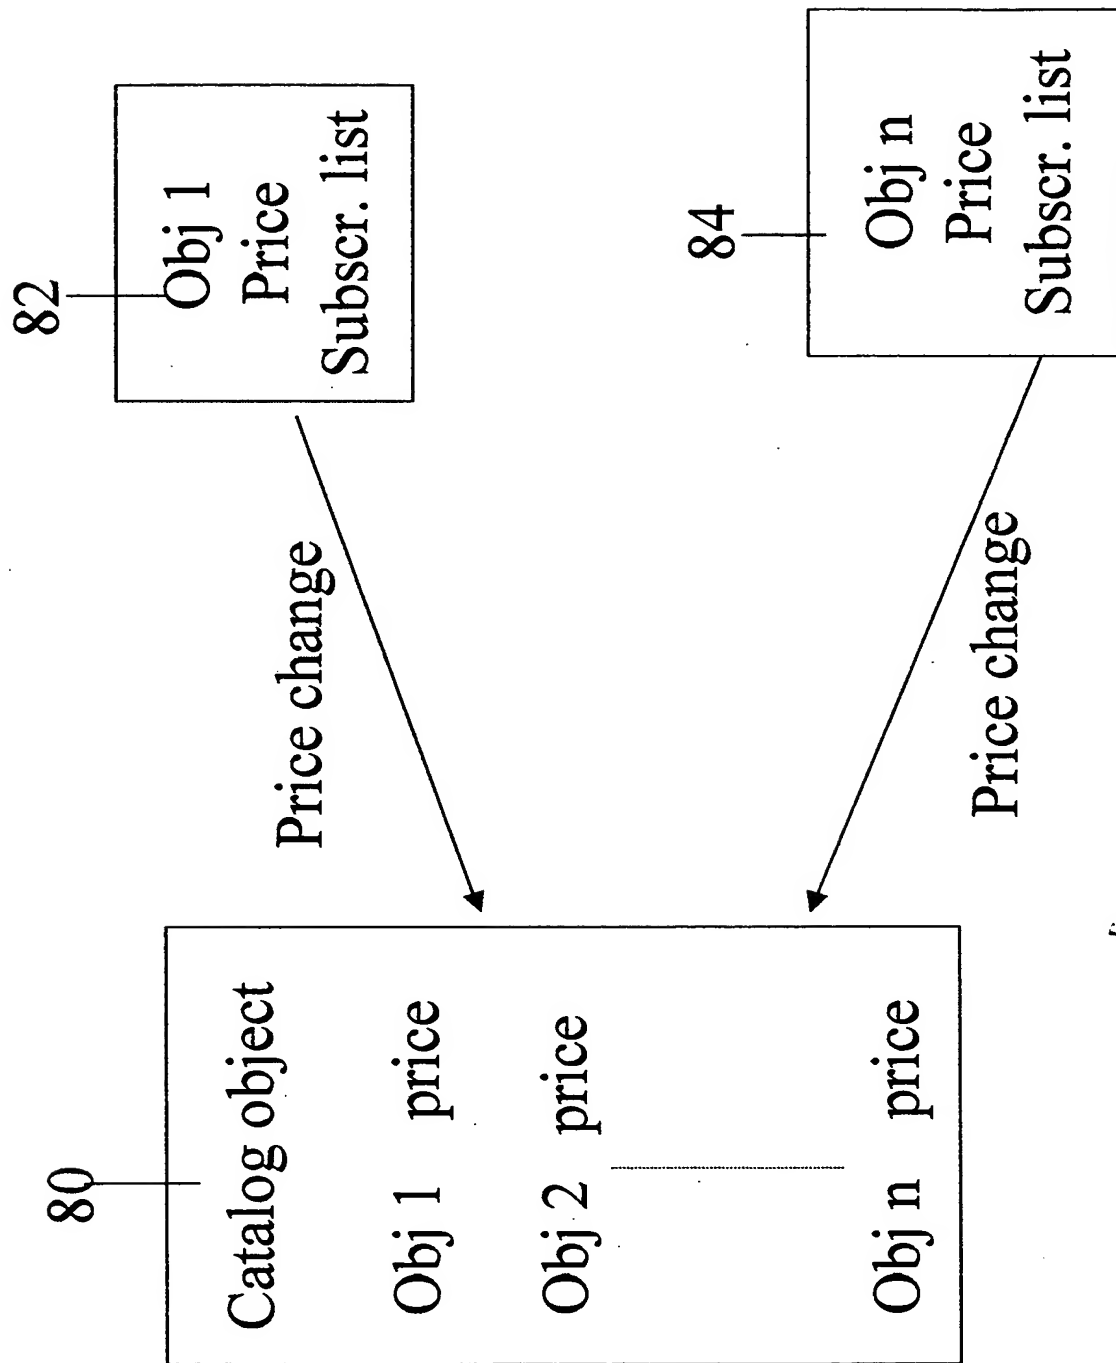 80
Catalog object
Obj 1 price
Obj 2 price
Obj n price
Price change
Price change
82
Obj 1
Price
Subscr. list
84
Obj n
Price
Subscr. list